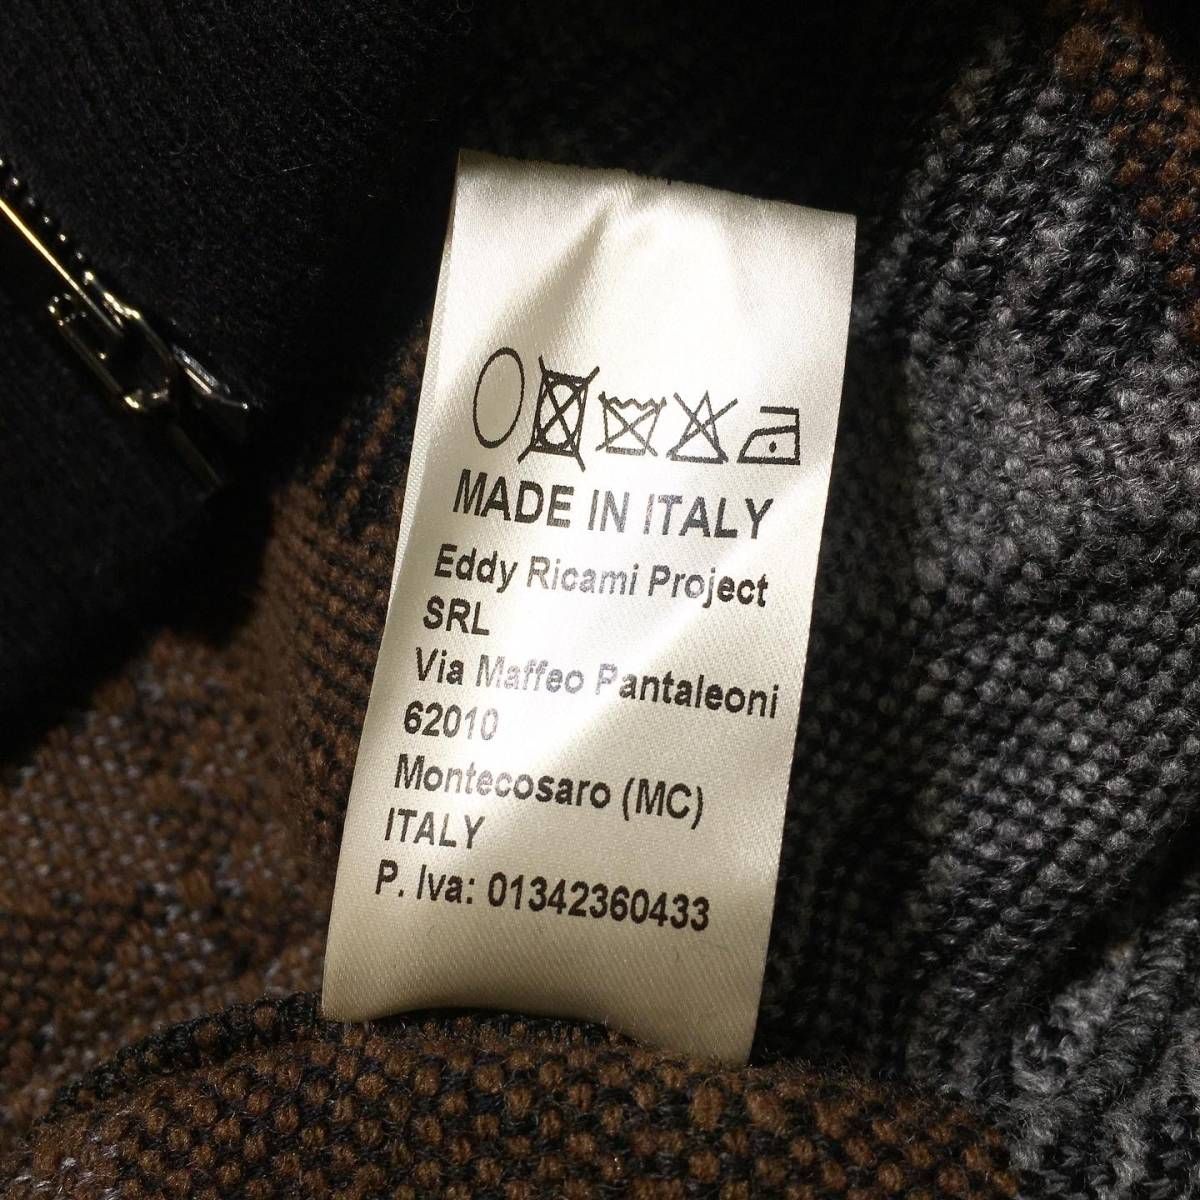 MADE IN ITALY
Eddy Ricami Project
SRL
Via Maffeo Pantaleoni
62010
Montecosaro (MC)
ITALY
P. Iva: 01342360433